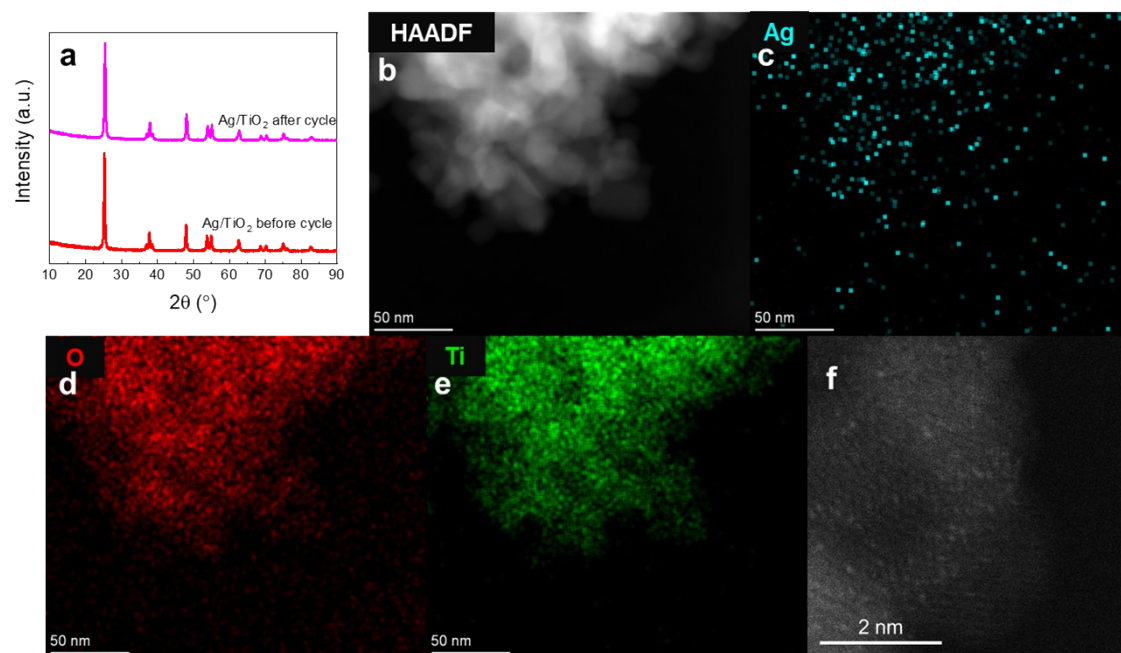 a
Intensity (a.u.)
Ag/TiO₂ after cycle
Ag/TiO₂ before cycle
10 20 30 40 50 60 70 80 90
2θ (°)
HAADF
b
50 nm
Ag
c
50 nm
O
d
50 nm
Ti
e
50 nm
f
2 nm